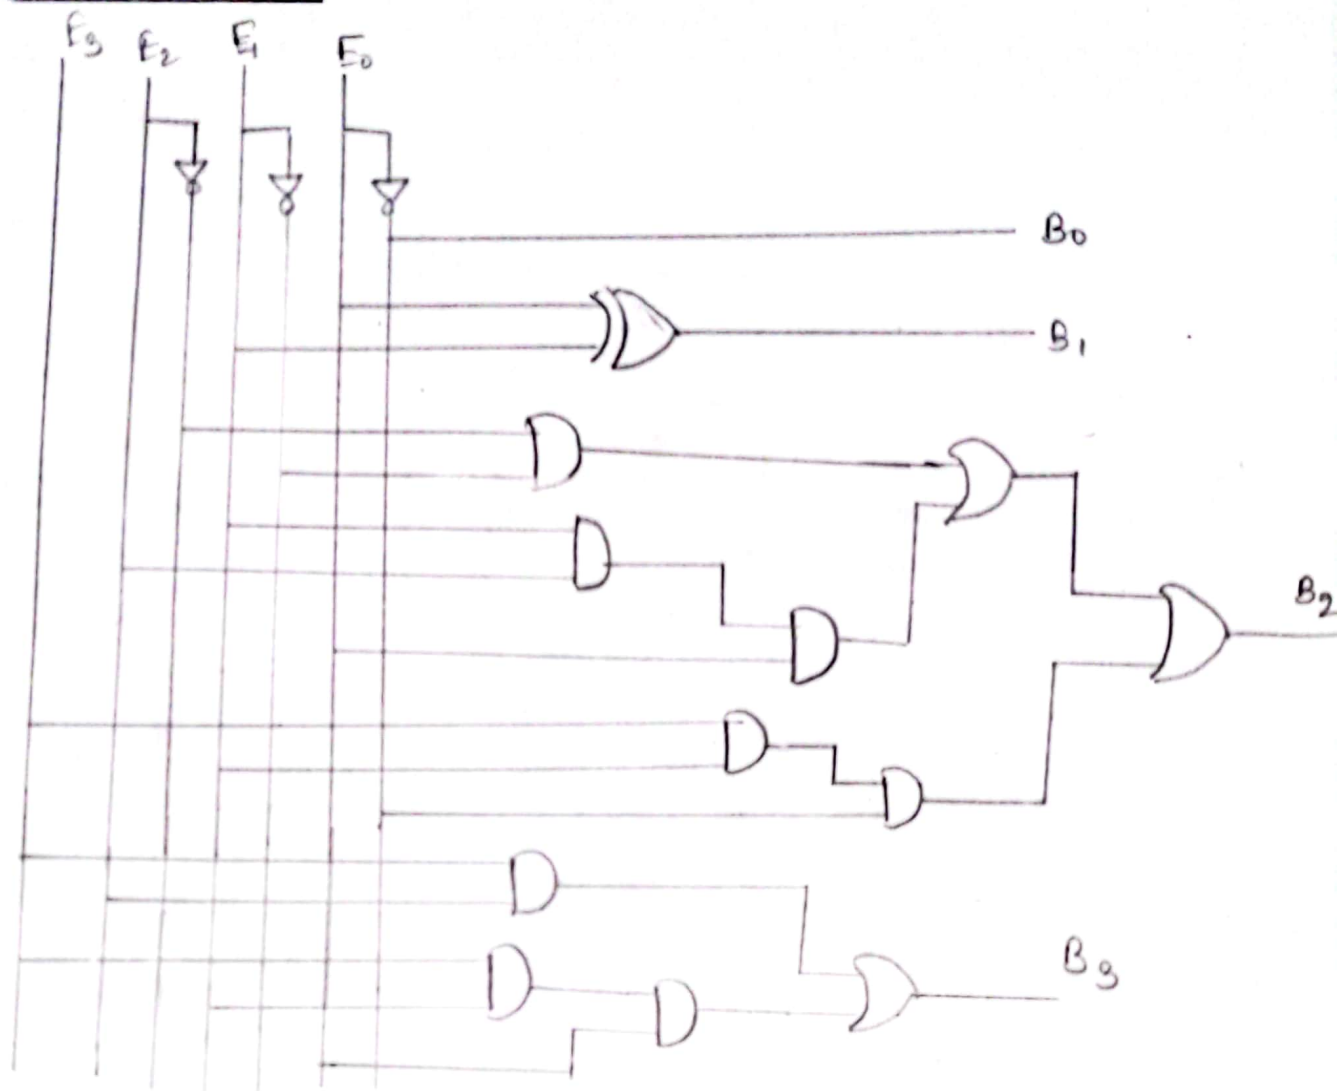 E₃ E₂ E₁ E₀
B₀
B₁
B₂
B₃